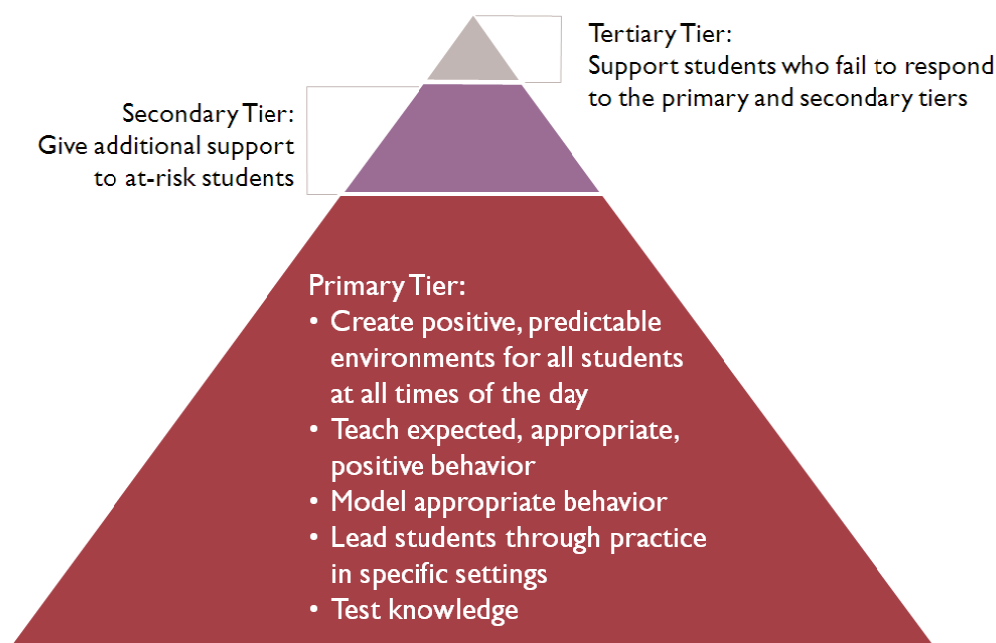 Tertiary Tier:
Support students who fail to respond
to the primary and secondary tiers
Secondary Tier:
Give additional support
to at-risk students
Primary Tier:
• Create positive, predictable
environments for all students
at all times of the day
• Teach expected, appropriate,
positive behavior
• Model appropriate behavior
• Lead students through practice
in specific settings
• Test knowledge